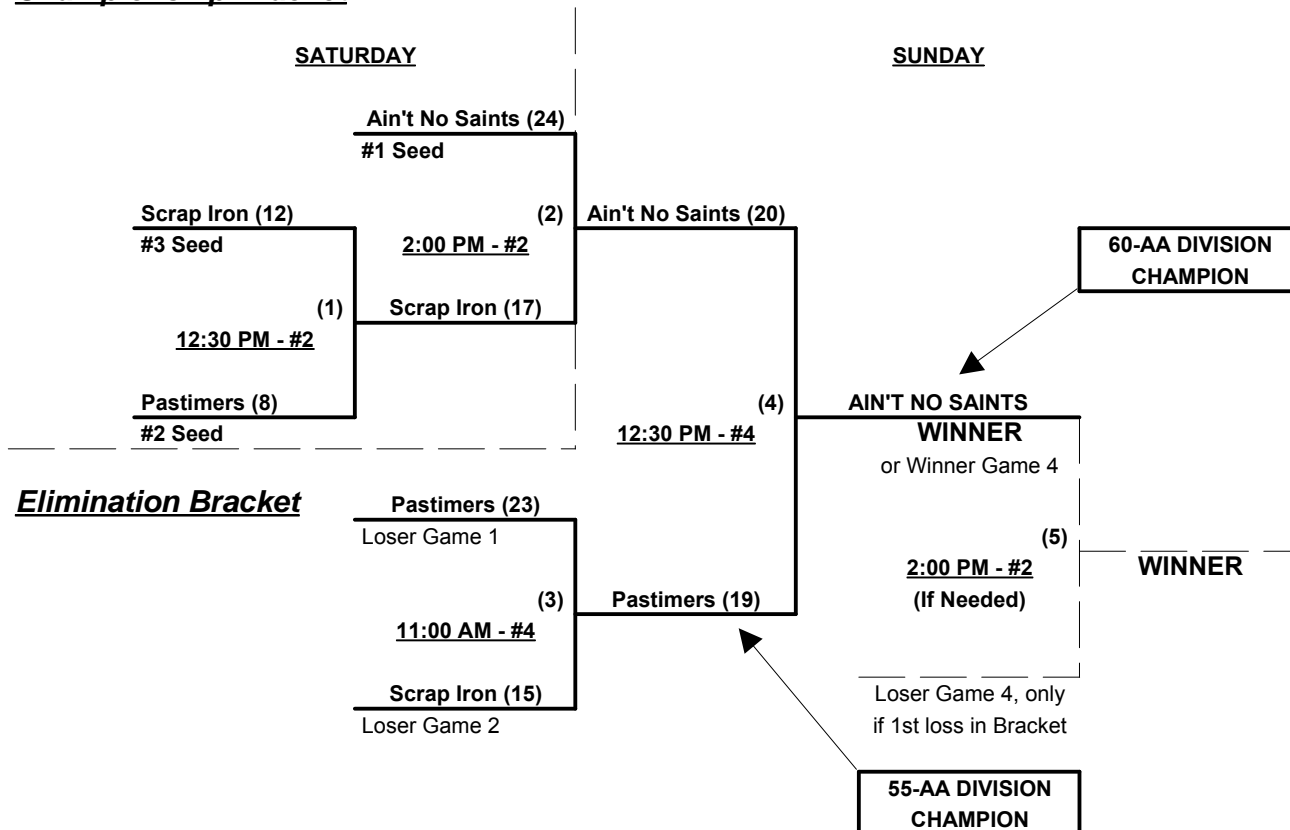 SATURDAY
SUNDAY
Ain't No Saints (24)
#1 Seed
Scrap Iron (12)
#3 Seed
(2)
2:00 PM - #2
Ain't No Saints (20)
60-AA DIVISION
CHAMPION
(1)
12:30 PM - #2
Scrap Iron (17)
Pastimers (8)
#2 Seed
(4)
12:30 PM - #4
AIN'T NO SAINTS
WINNER
or Winner Game 4
Elimination Bracket
Pastimers (23)
Loser Game 1
(5)
2:00 PM - #2
(If Needed)
WINNER
(3)
11:00 AM - #4
Pastimers (19)
Scrap Iron (15)
Loser Game 2
Loser Game 4, only
if 1st loss in Bracket
55-AA DIVISION
CHAMPION